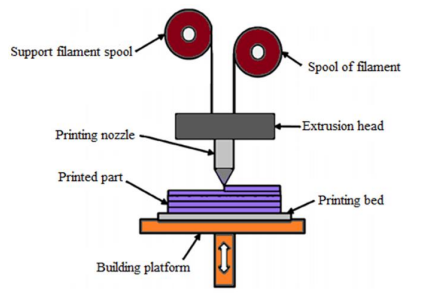 Support filament spool
Spool of filament
Extrusion head
Printing nozzle
Printed part
Printing bed
Building platform